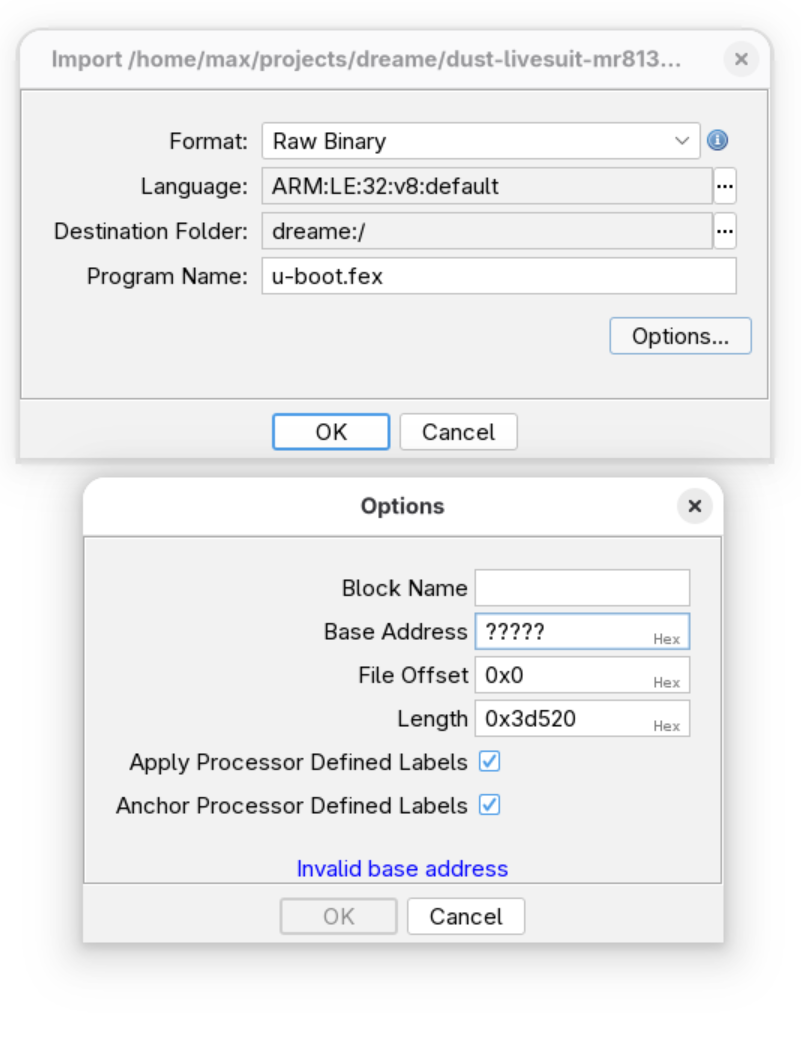 Import /home/max/projects/dreame/dust-livesuit-mr813...
Format: Raw Binary
Language: ARM:LE:32:v8:default ...
Destination Folder: dreame:/ ...
Program Name: u-boot.fex
Options...
OK Cancel
Options
Block Name
Base Address ????? Hex
File Offset 0x0 Hex
Length 0x3d520 Hex
Apply Processor Defined Labels
Anchor Processor Defined Labels
Invalid base address
OK Cancel